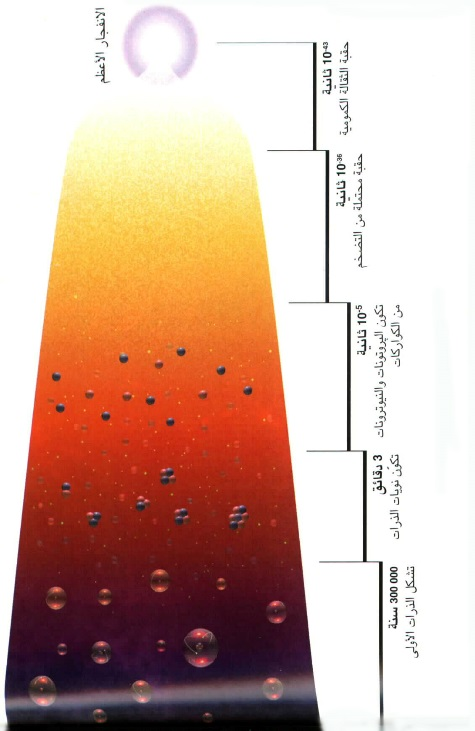 الانفجار الأعظم
10⁻⁴³ ثانية
حقبة الثقالة الكمومية
10⁻³⁶ ثانية
حقبة محتملة من التضخم
10⁻⁵ ثانية
تكون البروتونات والنيوترونات
من الكواركات
3 دقائق
تكون نويات الذرات
300 000 سنة
تشكل الذرات الأولى